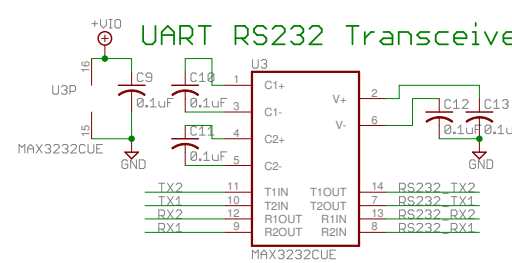 +VIO
UART RS232 Transceive
16
U3P
15
MAX3232CUE
C9
0.1uF
GND
C10
0.1uF
C11
0.1uF
U3
1 C1+
3 C1-
4 C2+
5 C2-
V+ 2
V- 6
C12
0.1uF
C13
0.1u
GND
TX2 11 T1IN T1OUT 14 RS232_TX2
TX1 10 T2IN T2OUT 7 RS232_TX1
RX2 12 R1OUT R1IN 13 RS232_RX2
RX1 9 R2OUT R2IN 8 RS232_RX1
MAX3232CUE